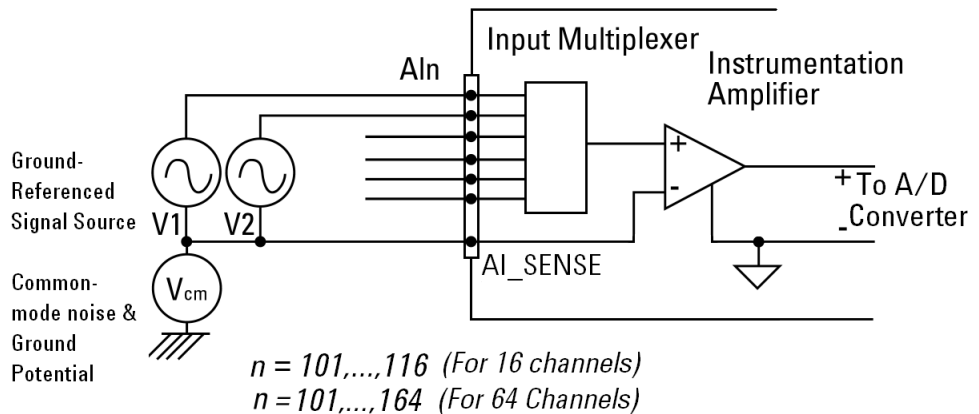 Input Multiplexer
AIn
Instrumentation
Amplifier
Ground-
Referenced
Signal Source
V1
V2
+
-
+
To A/D
Converter
-
AI_SENSE
Common-
mode noise &
Ground
Potential
Vcm
n = 101,...,116 (For 16 channels)
n = 101,...,164 (For 64 Channels)